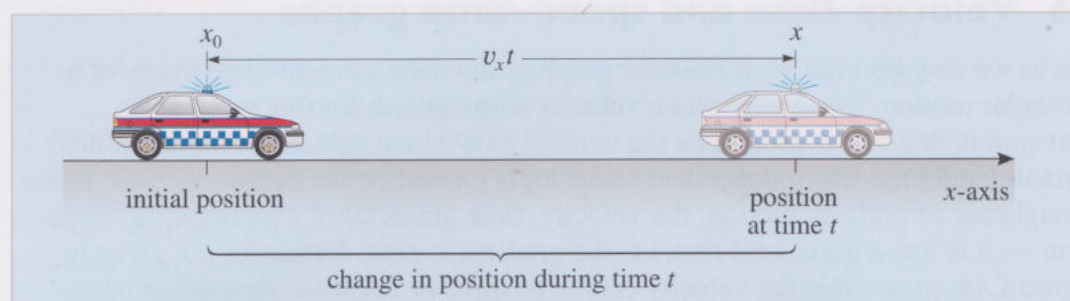 x₀ x
vₓt
initial position
position
at time t
x-axis
change in position during time t